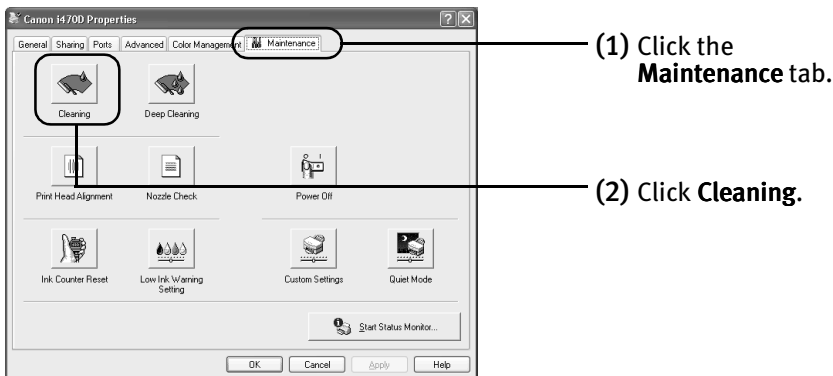 Canon i470D Properties
General Sharing Ports Advanced Color Management Maintenance
(1) Click the
Maintenance tab.
Cleaning Deep Cleaning
(2) Click Cleaning.
Print Head Alignment Nozzle Check Power Off
Ink Counter Reset Low Ink Warning
Setting Custom Settings Quiet Mode
Start Status Monitor...
OK Cancel Apply Help